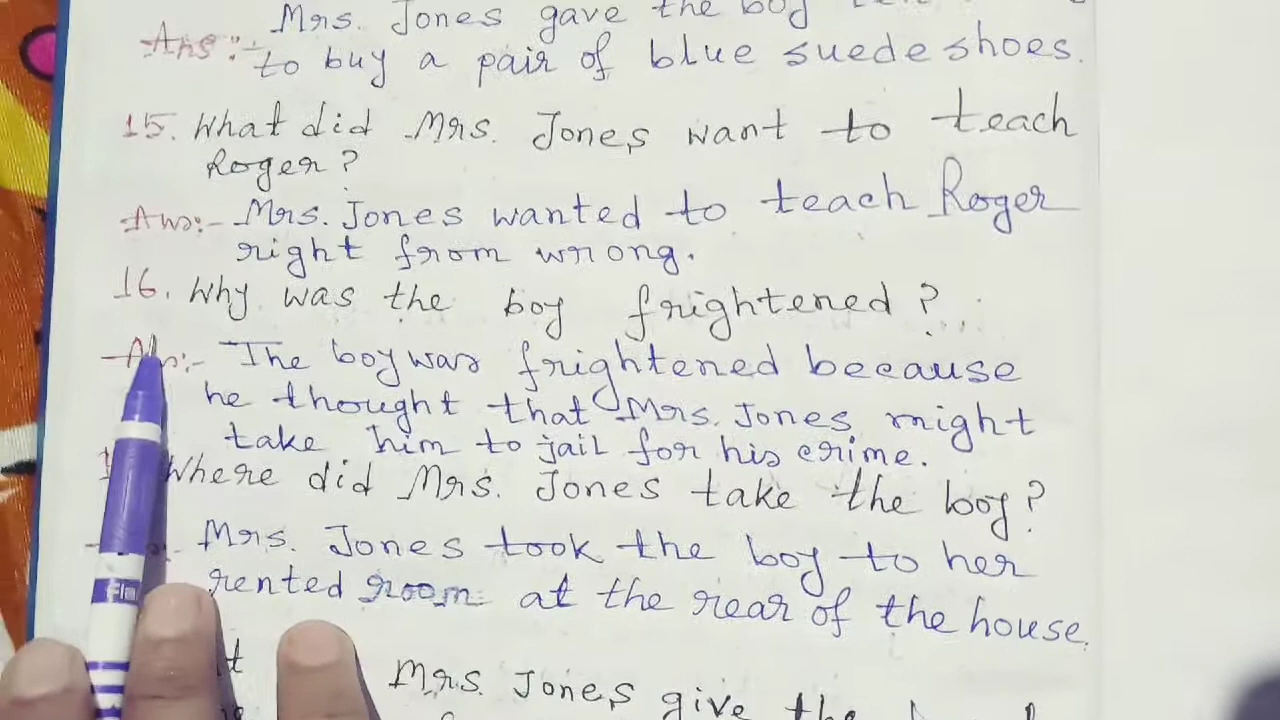 Mrs. Jones gave the boy
Ans:- to buy a pair of blue suede shoes.
15. What did Mrs. Jones want to teach
Roger?
Ans:- Mrs. Jones wanted to teach Roger
right from wrong.
16. Why was the boy frightened?
Ans:- The boy was frightened because
he thought that Mrs. Jones might
take him to jail for his crime.
Where did Mrs. Jones take the boy?
Mrs. Jones took the boy to her
rented room at the rear of the house.
Mrs. Jones give the